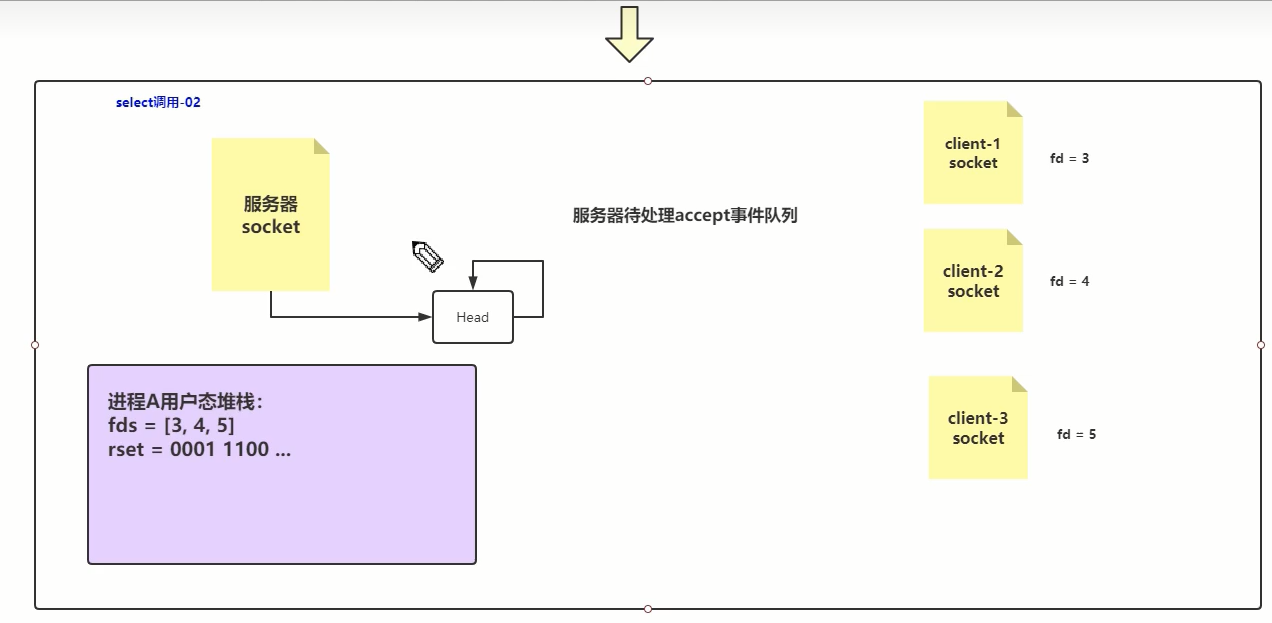 select调用-02
服务器
socket
服务器待处理accept事件队列
Head
client-1
socket
fd = 3
client-2
socket
fd = 4
client-3
socket
fd = 5
进程A用户态堆栈：
fds = [3, 4, 5]
rset = 0001 1100 ...